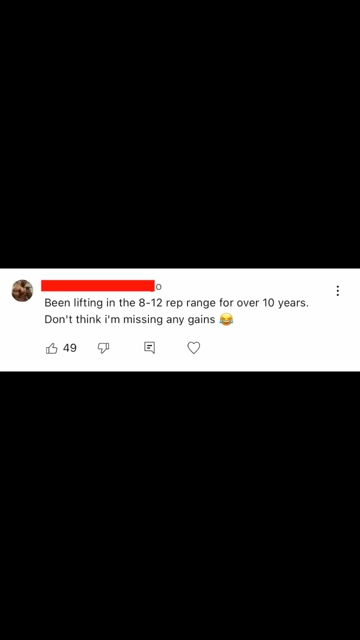 o
Been lifting in the 8-12 rep range for over 10 years.
Don't think i'm missing any gains 😂
49